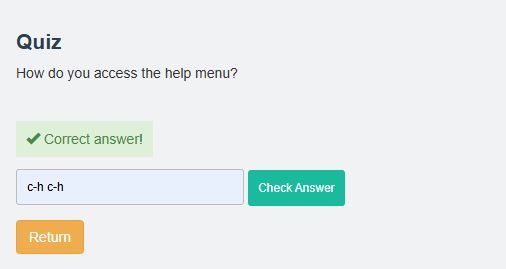 Quiz
How do you access the help menu?
Correct answer!
c-h c-h
Check Answer
Return